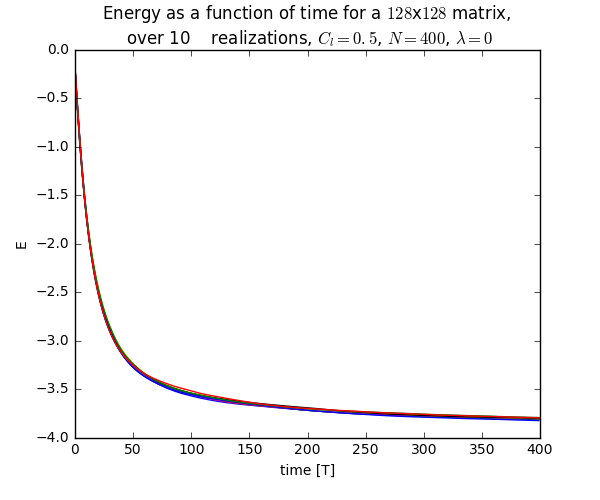 Energy as a function of time for a 128x128 matrix,
over 10    realizations, C_l = 0.5, N = 400, λ = 0
0.0
−0.5
−1.0
−1.5
−2.0
−2.5
−3.0
−3.5
−4.0
E
0 50 100 150 200 250 300 350 400
time [T]